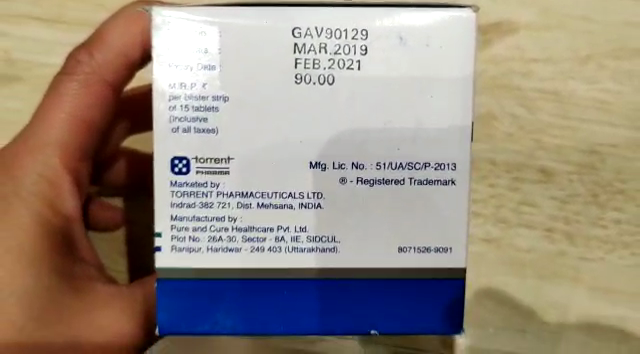 GAV90129
MAR.2019
Expiry Date FEB.2021
M.R.P. ₹ 90.00
per blister strip
of 15 tablets
(inclusive
of all taxes)
torrent
PHARMA
Mfg. Lic. No. : 51/UA/SC/P-2013
® - Registered Trademark
Marketed by :
TORRENT PHARMACEUTICALS LTD.
Indrad-382 721, Dist. Mehsana, INDIA.
Manufactured by :
Pure and Cure Healthcare Pvt. Ltd.
Plot No.: 26A-30, Sector - 8A, IIE, SIDCUL,
Ranipur, Haridwar - 249 403 (Uttarakhand).
8071526-9091